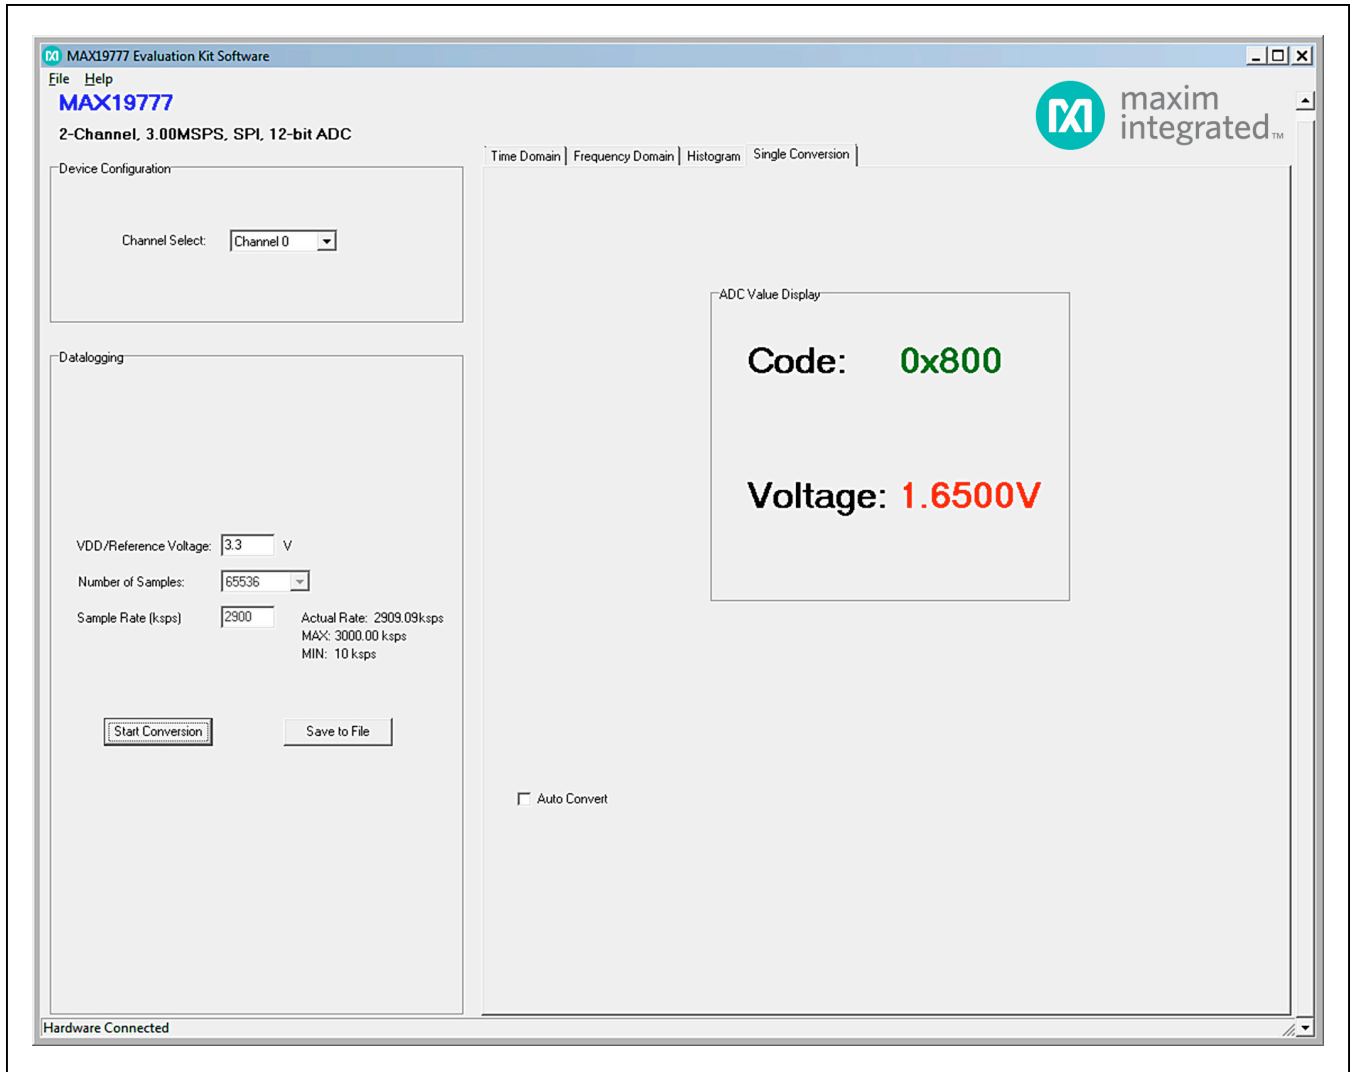 MAX19777 Evaluation Kit Software
File Help
MAX19777
2-Channel, 3.00MSPS, SPI, 12-bit ADC
maxim
integrated™
Device Configuration
Channel Select: Channel 0
Datalogging
VDD/Reference Voltage: 3.3 V
Number of Samples: 65536
Sample Rate (ksps) 2900 Actual Rate: 2909.09ksps
MAX: 3000.00 ksps
MIN: 10 ksps
Start Conversion Save to File
Time Domain Frequency Domain Histogram Single Conversion
ADC Value Display
Code: 0x800
Voltage: 1.6500V
Auto Convert
Hardware Connected